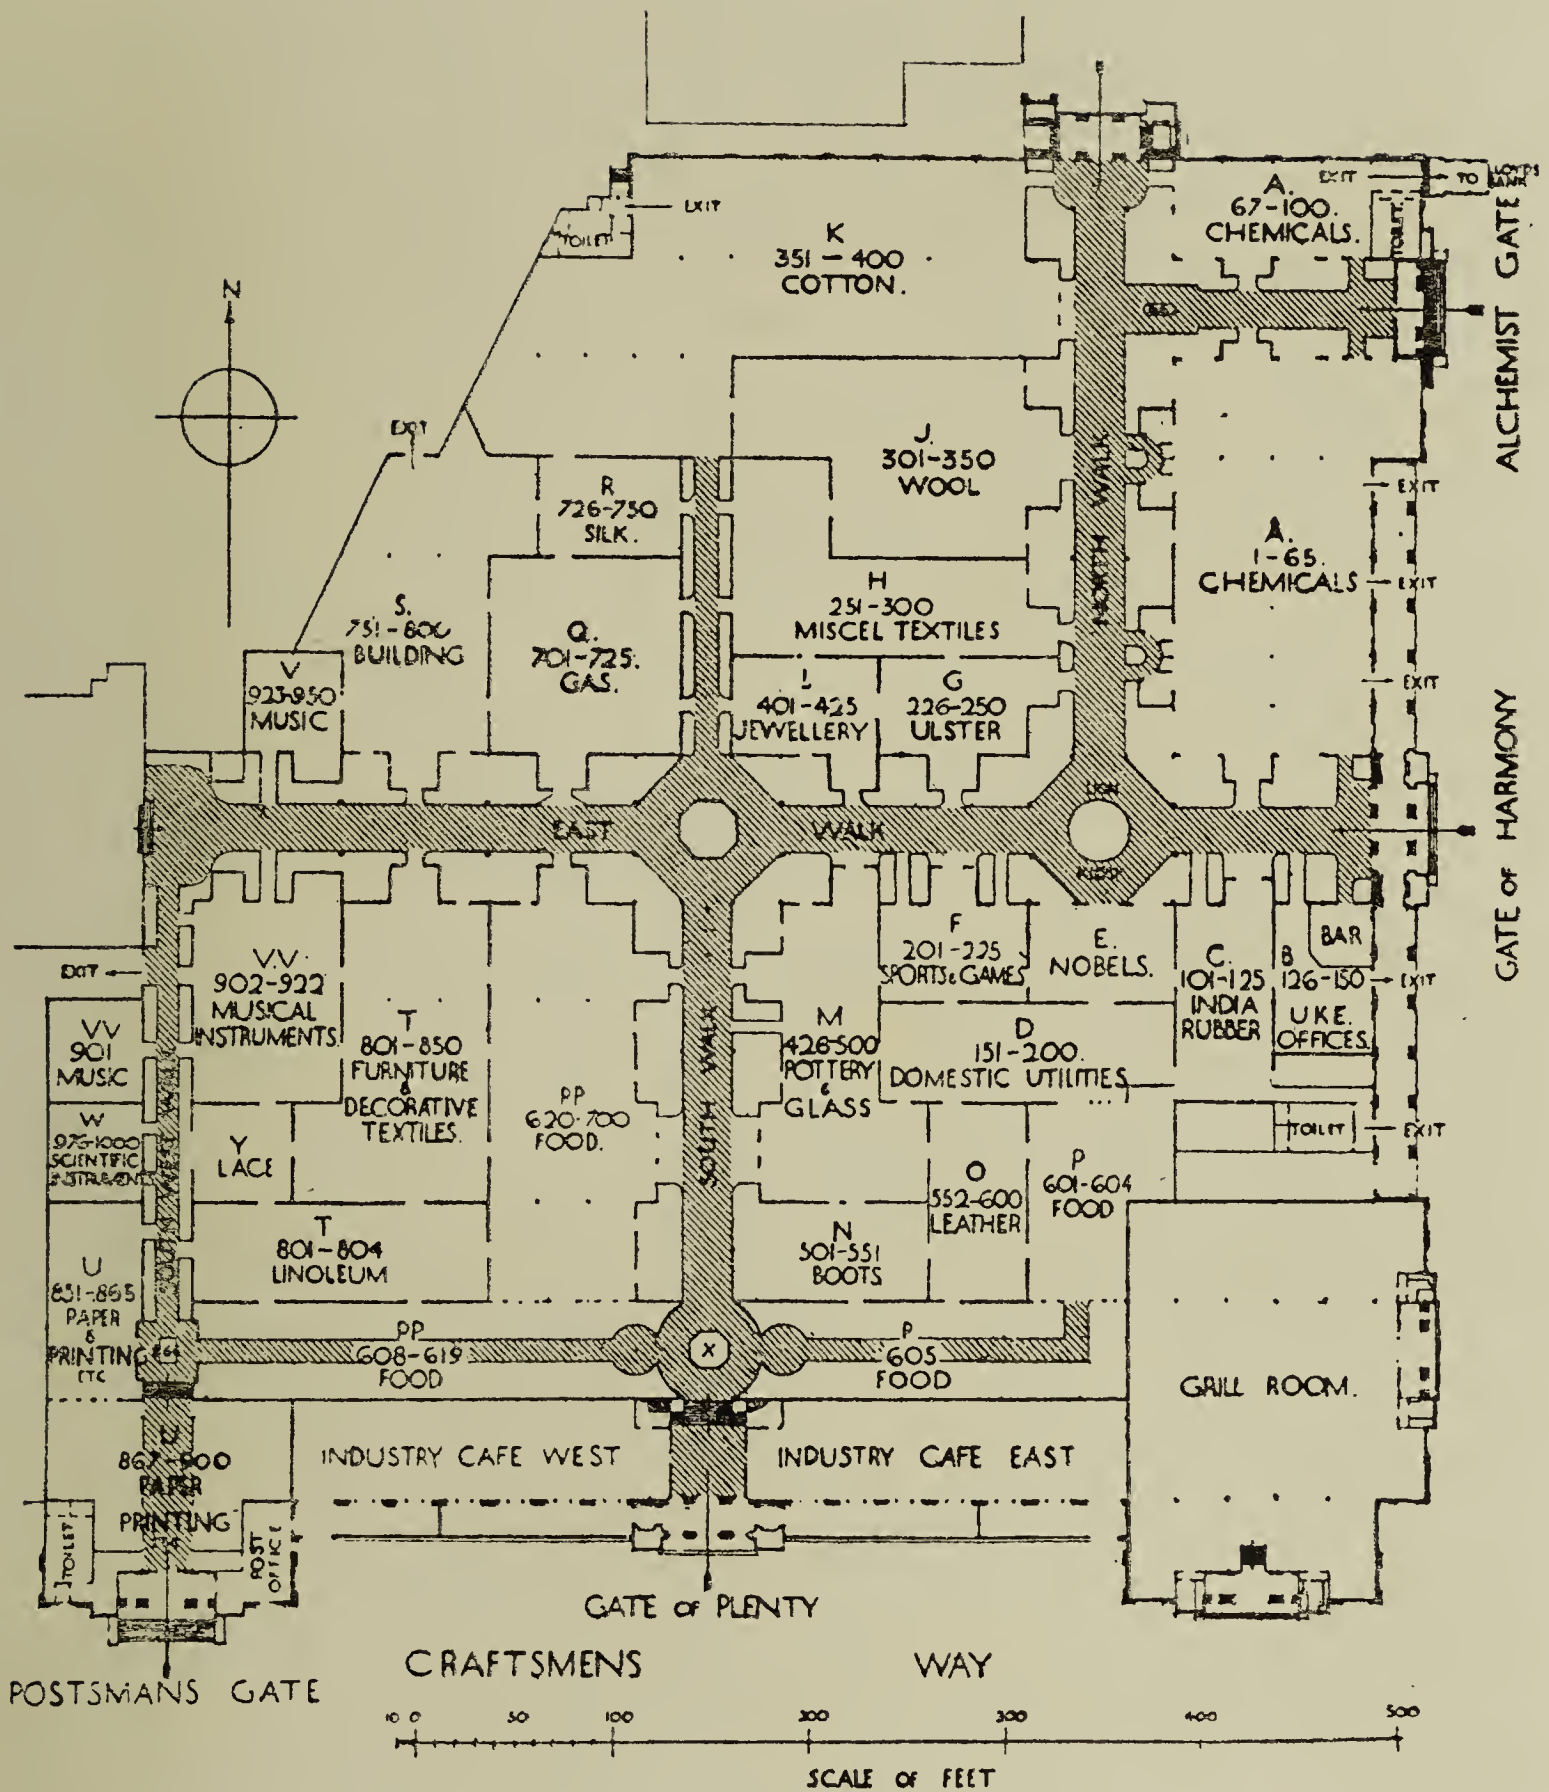 N
EXIT
TOILET
EXIT
K
351 – 400
COTTON.
A.
67-100.
CHEMICALS.
EXIT
TO
TOILET
ALCHEMIST GATE
J.
301-350
WOOL
NORTH WALK
A.
1-65.
CHEMICALS
EXIT
EXIT
EXIT
R
726-750
SILK.
H
251-300
MISCEL TEXTILES
S.
751-800
BUILDING
Q.
701-725.
GAS.
V
923-950
MUSIC
L
401-425
JEWELLERY
G
226-250
ULSTER
GATE OF HARMONY
EAST WALK
LION
KIOSK
EXIT
V.V
902-922
MUSICAL
INSTRUMENTS.
VV
901
MUSIC
W
976-1000
SCIENTIFIC
INSTRUMENTS
T
801-850
FURNITURE
&
DECORATIVE
TEXTILES.
PP
620-700
FOOD.
SOUTH WALK
M
426-500
POTTERY
&
GLASS
F
201-225
SPORTS & GAMES
E.
NOBELS.
C.
101-125
INDIA
RUBBER
B
126-150
U.K.E.
OFFICES.
BAR
EXIT
D
151-200.
DOMESTIC UTILITIES
TOILET
EXIT
Y
LACE
O
552-600
LEATHER
P
601-604
FOOD
T
801-804
LINOLEUM
N
501-551
BOOTS
U
851-865
PAPER
&
PRINTING
ETC
PP
608-619
FOOD
X
P
605
FOOD
GRILL ROOM.
U
867-900
PAPER
PRINTING
TOILET
POST
OFFICE
INDUSTRY CAFE WEST
INDUSTRY CAFE EAST
GATE OF PLENTY
CRAFTSMENS WAY
POSTSMANS GATE
10 0 50 100 200 300 400 500
SCALE OF FEET